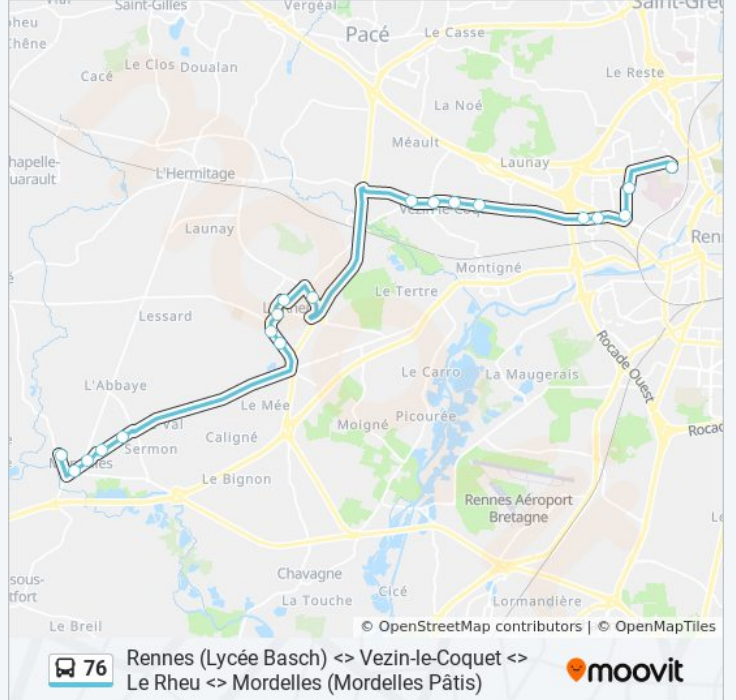 Saint-Gilles
Vergéal
Saint-Gré
Pacé
Le Casse
Chêne
Le Clos
Doualan
Cacé
Le Reste
La Noé
Méault
Launay
L'Hermitage
Launay
Montigné
Le Tertre
Lessard
Rocade Ouest
L'Abbaye
Le Carro
La Maugerais
Le Mée
Picourée
Moigné
Caligné
Sermon
Le Bignon
Rennes Aéroport
Bretagne
Chavagne
La Touche
Cicé
Lormandière
Le Breil
© OpenStreetMap contributors | © OpenMapTiles
76
Rennes (Lycée Basch) <> Vezin-le-Coquet <>
Le Rheu <> Mordelles (Mordelles Pâtis)
moovit